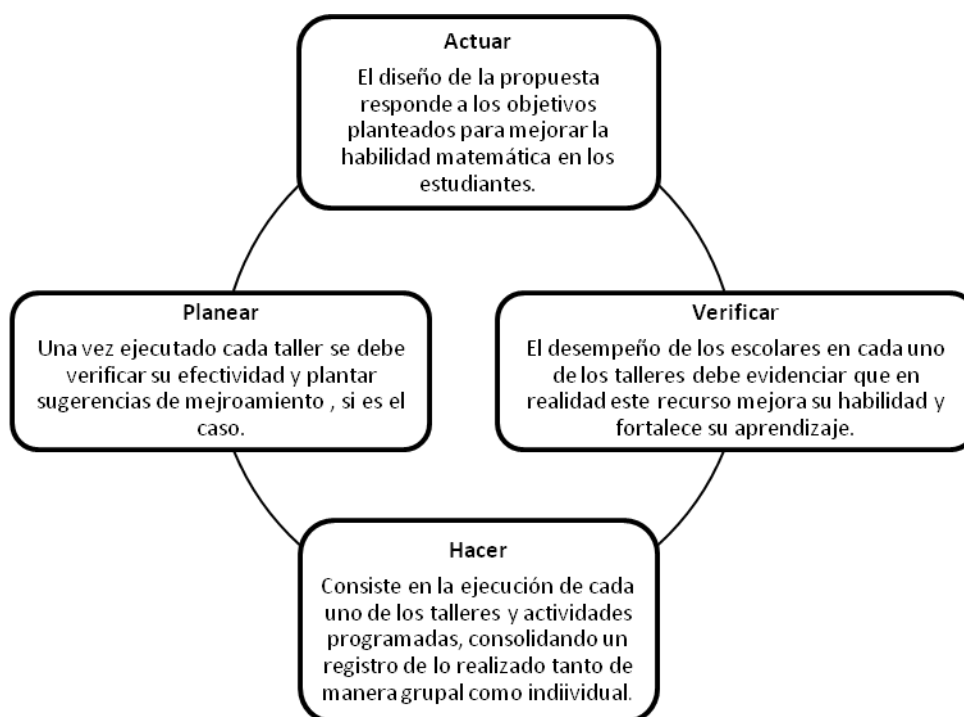 Actuar
El diseño de la propuesta
responde a los objetivos
planteados para mejorar la
habilidad matemática en los
estudiantes.
Planear
Una vez ejecutado cada taller se debe
verificar su efectividad y plantar
sugerencias de mejroamiento , si es el
caso.
Verificar
El desempeño de los escolares en cada uno
de los talleres debe evidenciar que en
realidad este recurso mejora su habilidad y
fortalece su aprendizaje.
Hacer
Consiste en la ejecución de cada
uno de los talleres y actividades
programadas, consolidando un
registro de lo realizado tanto de
manera grupal como indiividual.